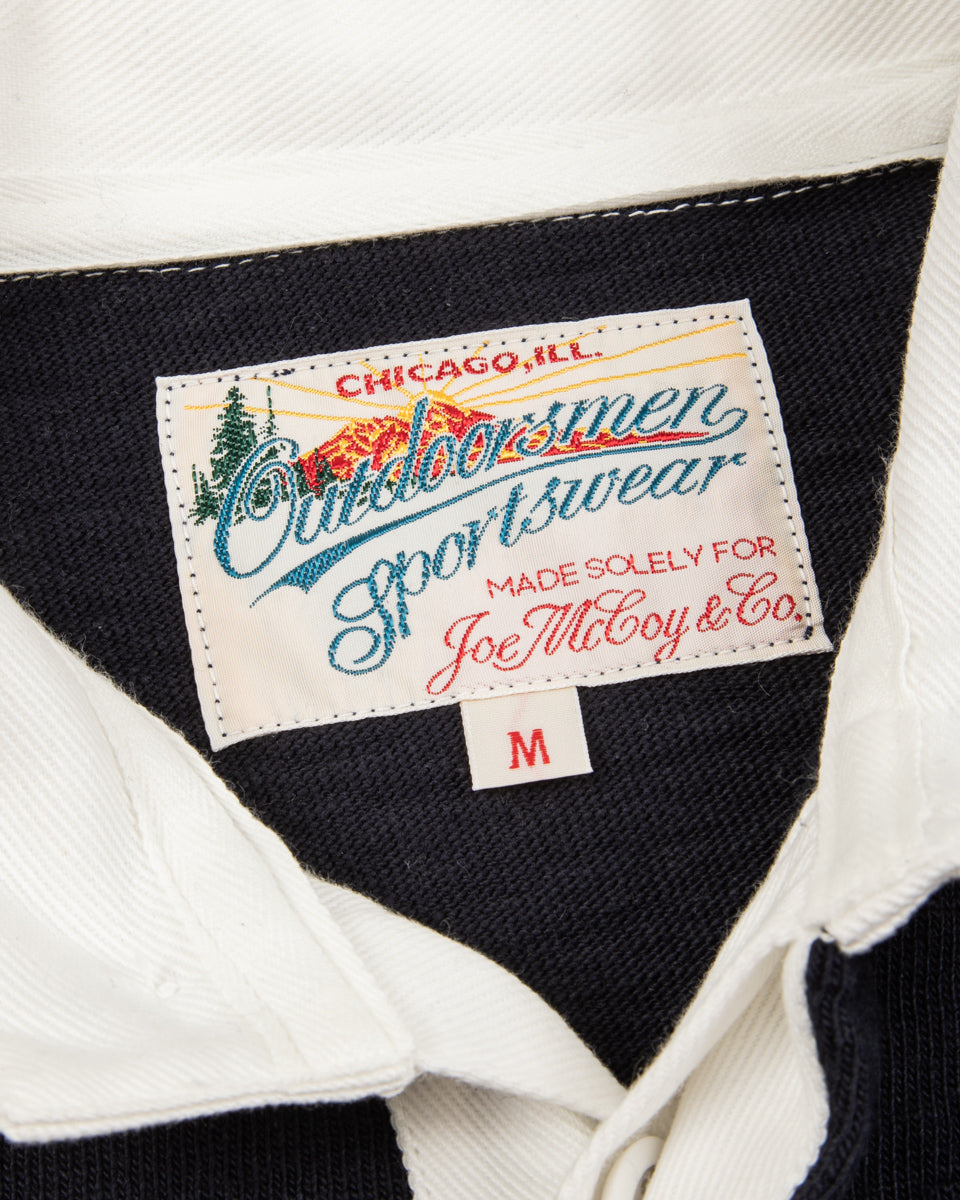 CHICAGO, ILL.
Outdoorsmen
Sportswear
MADE SOLELY FOR
Joe McCoy & Co.
M